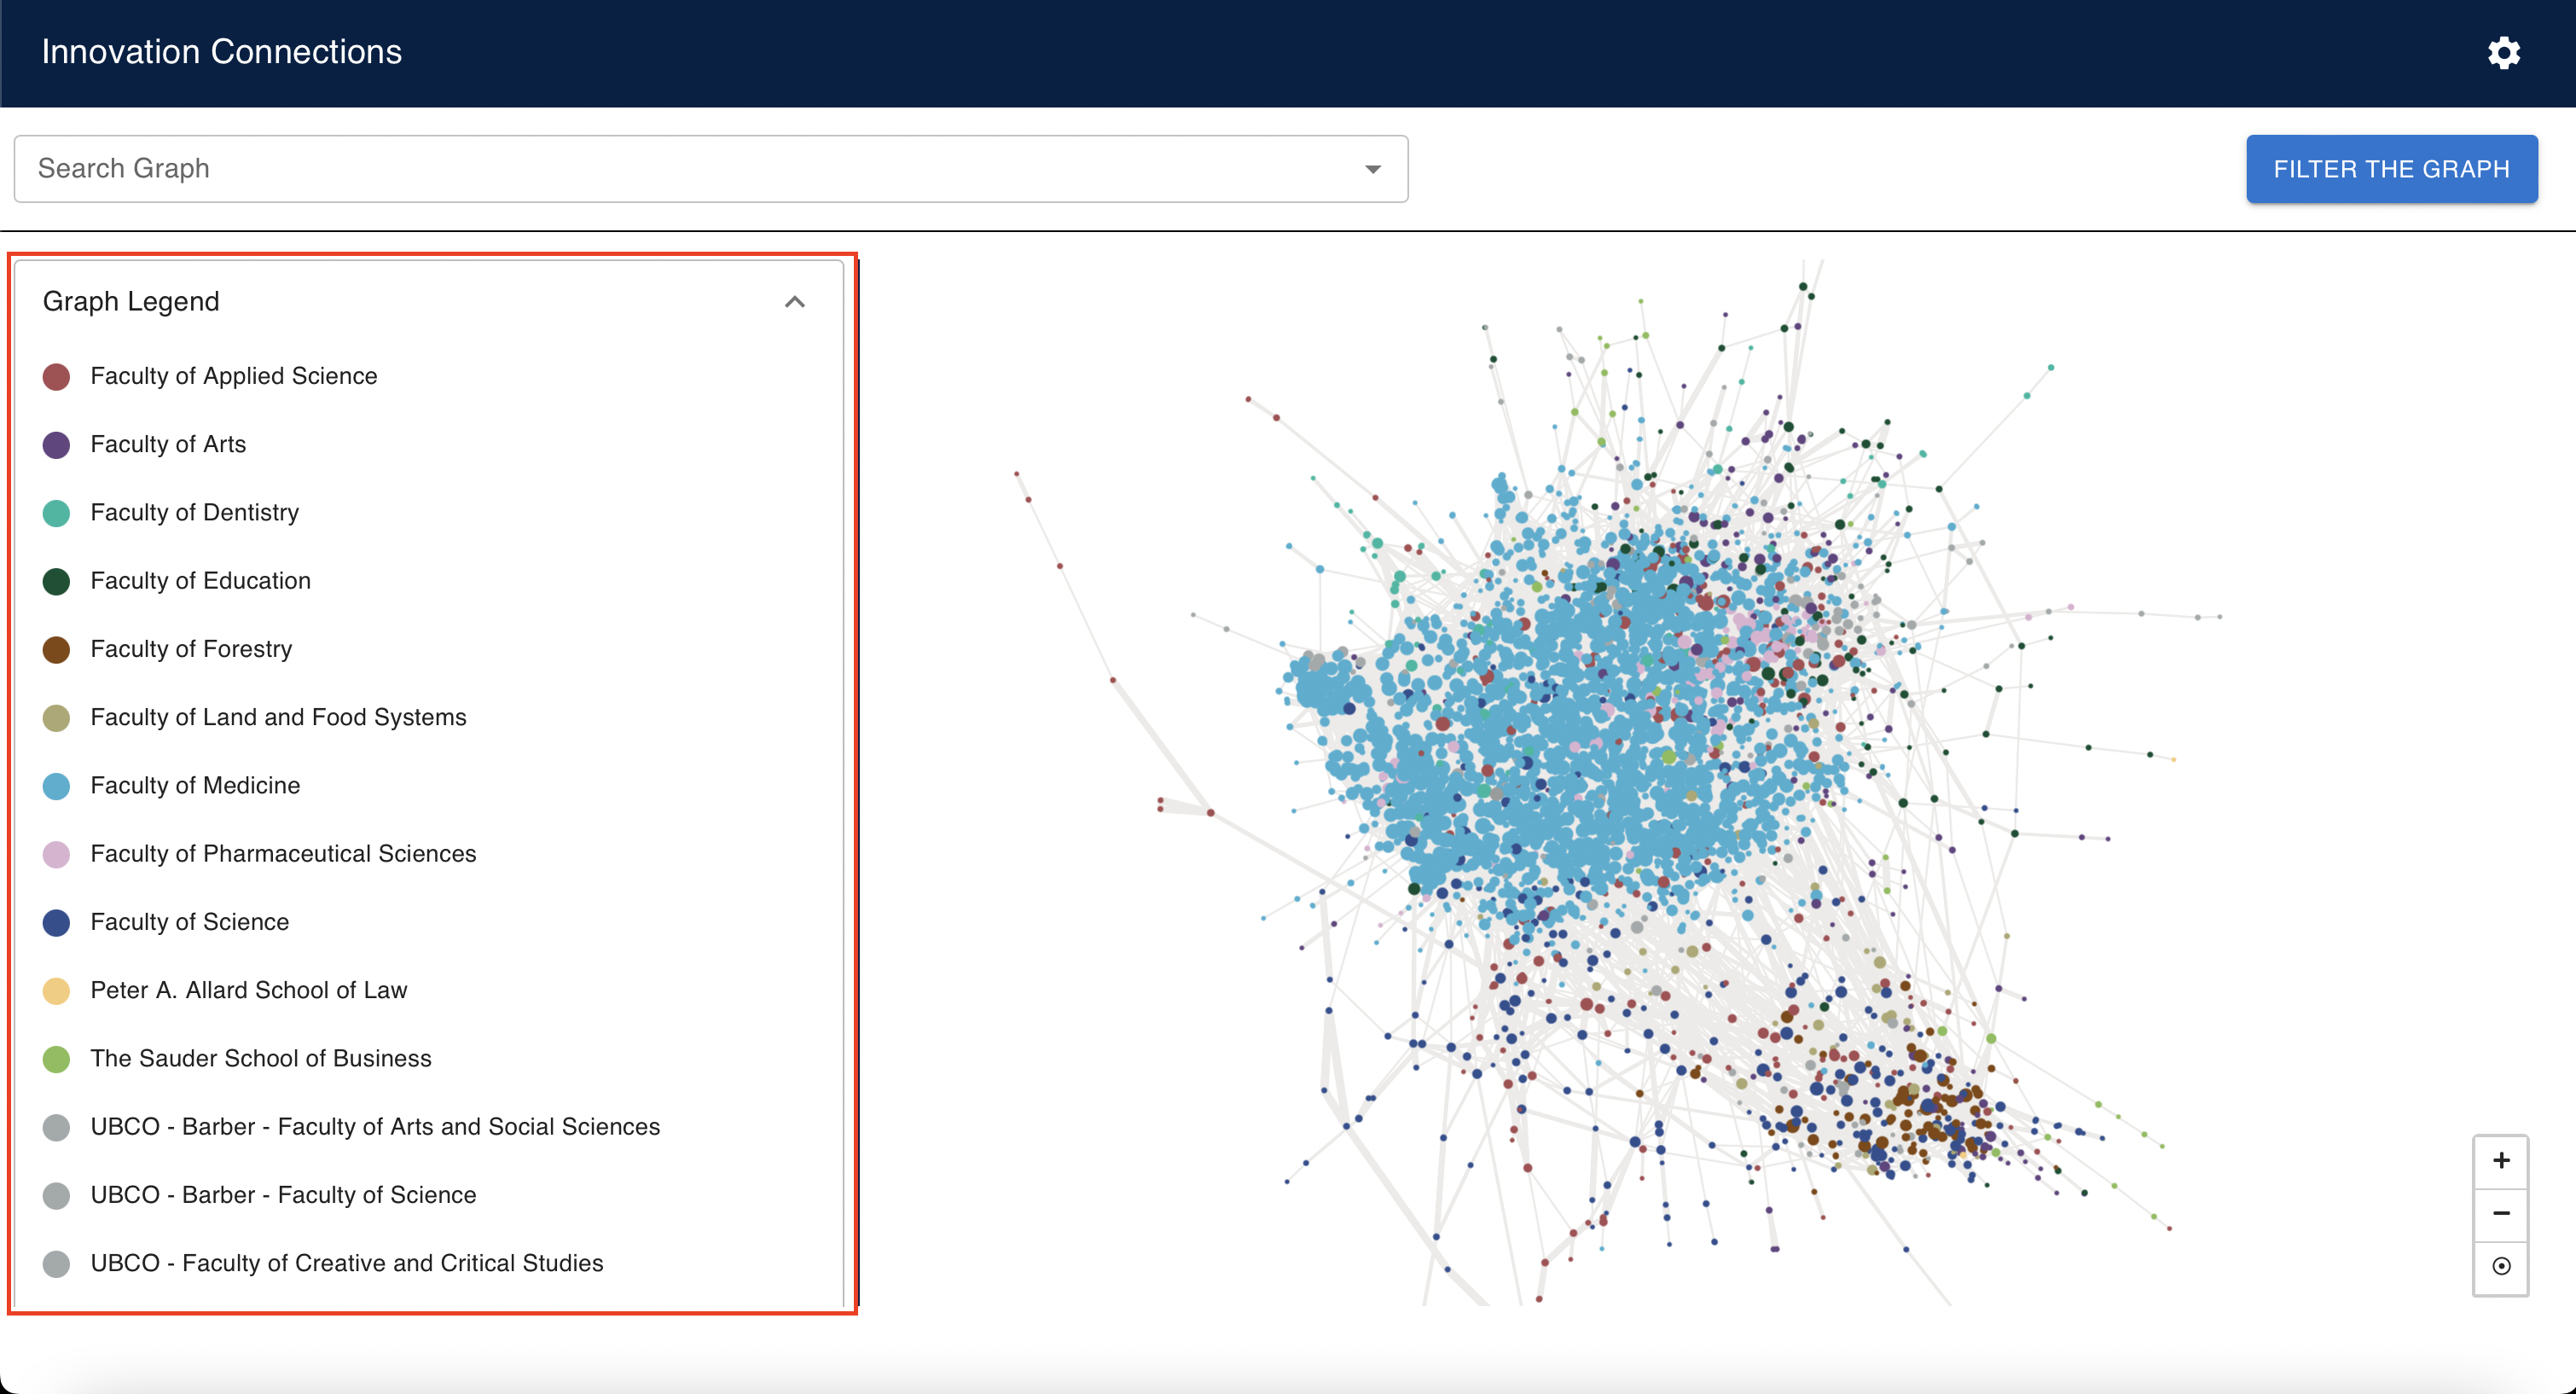 Innovation Connections
Search Graph
FILTER THE GRAPH
Graph Legend
Faculty of Applied Science
Faculty of Arts
Faculty of Dentistry
Faculty of Education
Faculty of Forestry
Faculty of Land and Food Systems
Faculty of Medicine
Faculty of Pharmaceutical Sciences
Faculty of Science
Peter A. Allard School of Law
The Sauder School of Business
UBCO - Barber - Faculty of Arts and Social Sciences
UBCO - Barber - Faculty of Science
UBCO - Faculty of Creative and Critical Studies
+
−